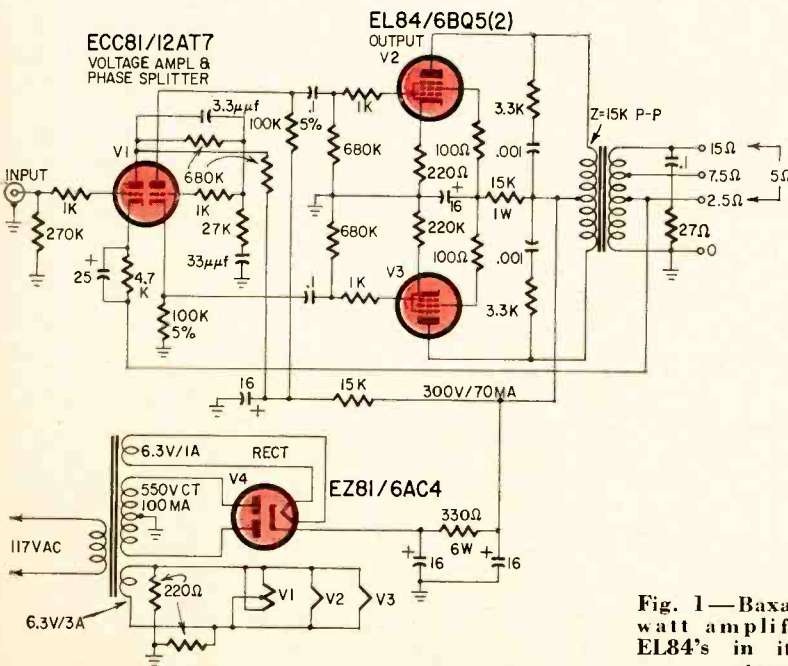 EL84/6BQ5(2)
OUTPUT
V2
ECC81/12AT7
VOLTAGE AMPL &
PHASE SPLITTER
3.3µµf
100K
5%
.1
1K
3.3K
Z=15K P-P
V1
680K
680K
100Ω
220Ω
.001
.1
15Ω
7.5Ω
5Ω
2.5Ω
INPUT
1K
1K
27K
+
16
15K
1W
27Ω
0
270K
33µµf
680K
220K
100Ω
.001
+
25
4.7
K
.1
1K
V3
3.3K
100K
5%
16
+
15K
300V/70MA
6.3V/1A
RECT
V4
EZ81/6AC4
550V CT
100MA
117VAC
330Ω
6W
+
16
+
16
220Ω
V1
V2
V3
6.3V/3A
Fig. 1—Baxa
watt amplif
EL84's in it